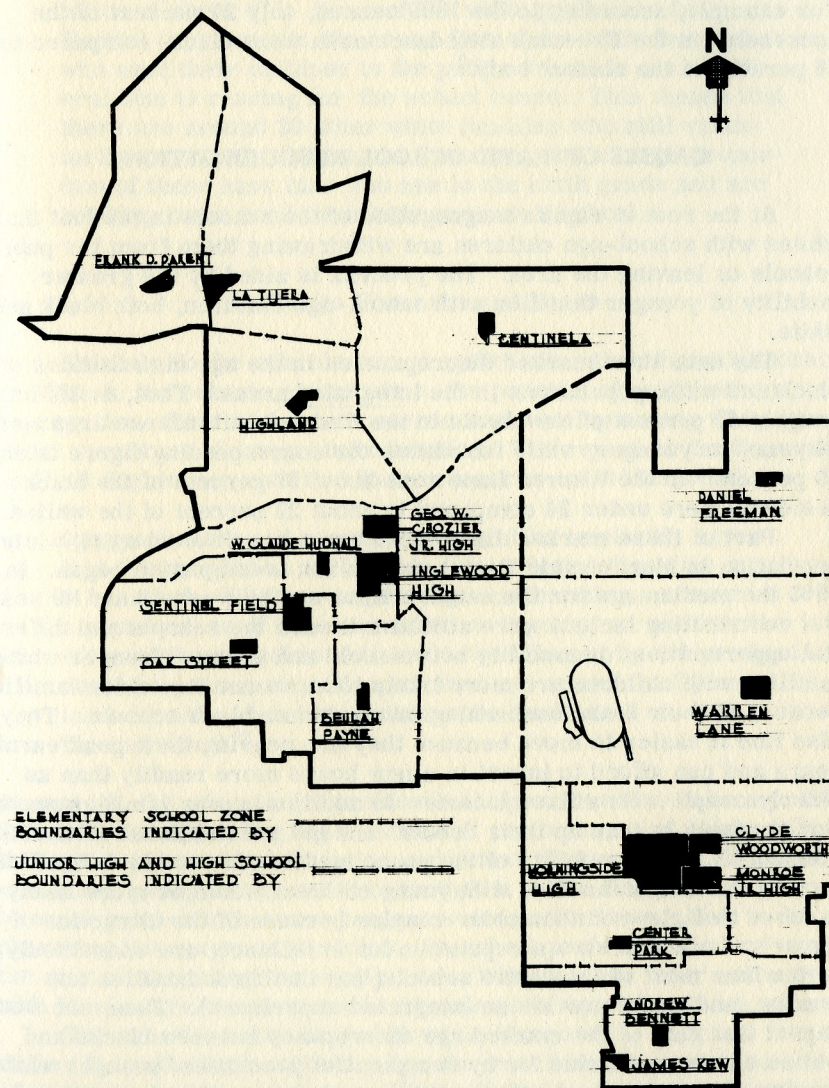 N
FRANK D. PARENT
LA TIJELA
CENTINELA
HIGHLAND
DANIEL
FREEMAN
GEO. W.
CROZIER
JR. HIGH
W. CLAUDE HUDNALL
INGLEWOOD
HIGH
SENTINEL FIELD
OAK STREET
BEULAH
PAYNE
WARREN
LANE
ELEMENTARY SCHOOL ZONE
BOUNDARIES INDICATED BY
JUNIOR HIGH AND HIGH SCHOOL
BOUNDARIES INDICATED BY
CLYDE
WOODWORTH
MORNINGSIDE
HIGH
MONROE
JR. HIGH
CENTER
PARK
ANDREW
BENNETT
JAMES KEW